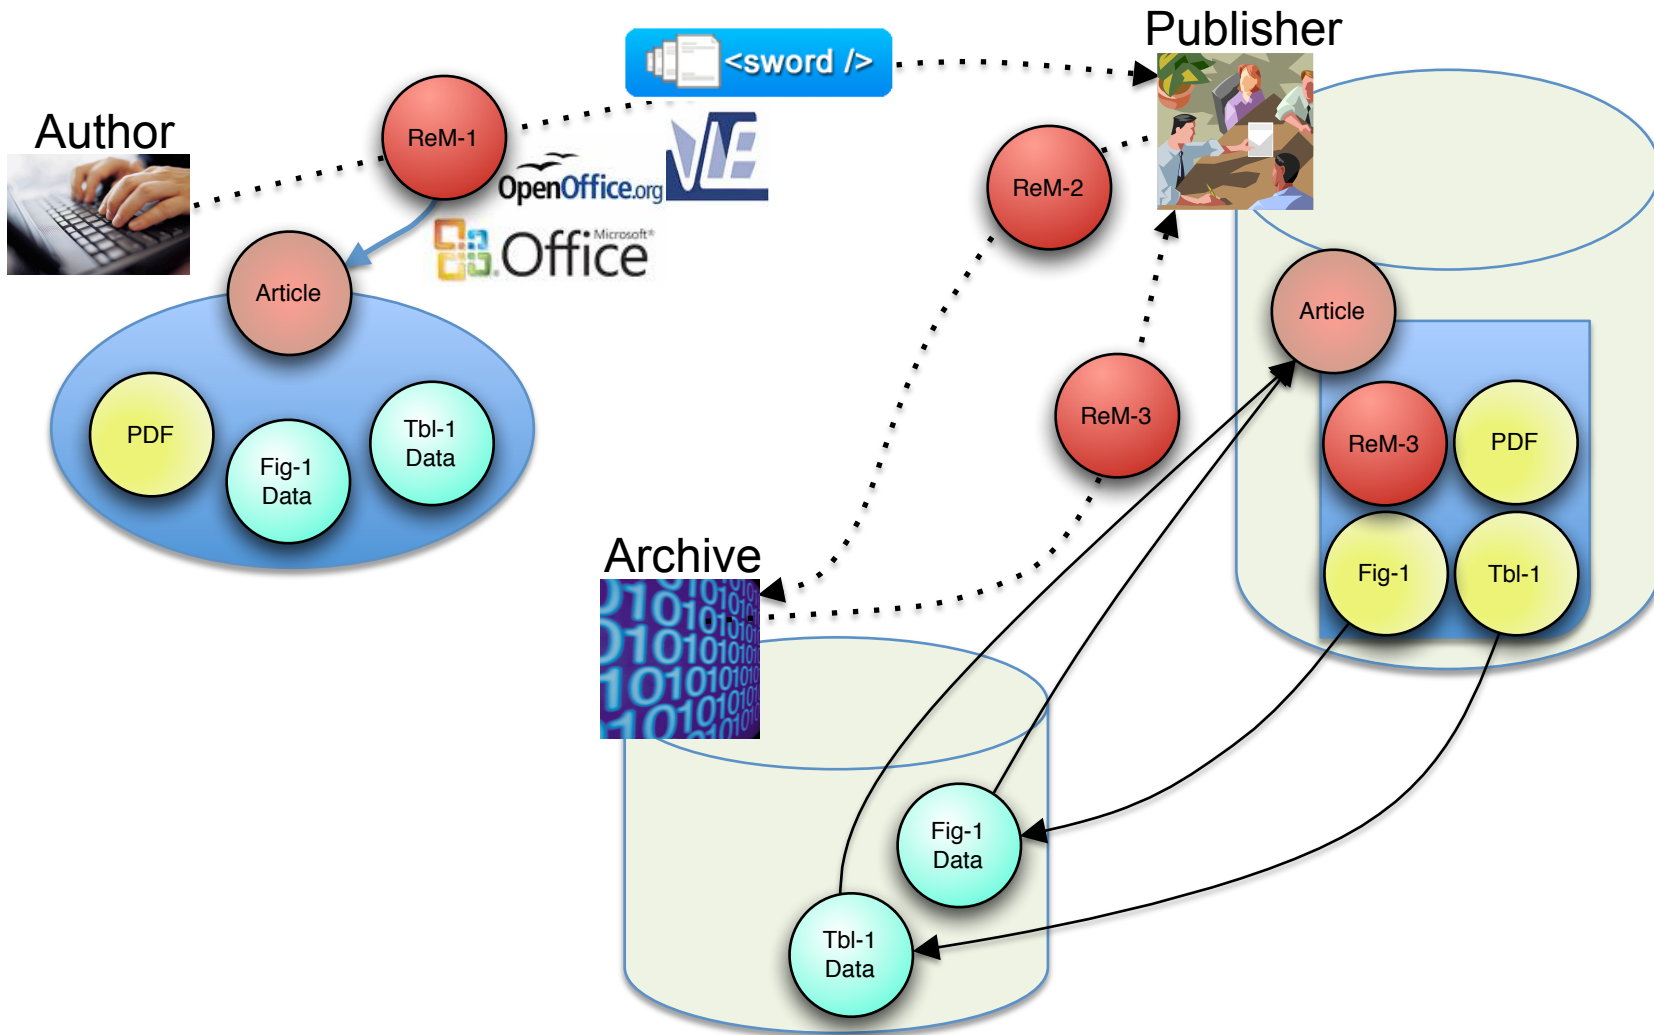 Publisher
<sword />
Author
ReM-1
OpenOffice.org
VLE
ReM-2
Microsoft®
Office
Article
Article
ReM-3
PDF
Fig-1
Data
Tbl-1
Data
ReM-3
PDF
Archive
Fig-1
Tbl-1
Fig-1
Data
Tbl-1
Data